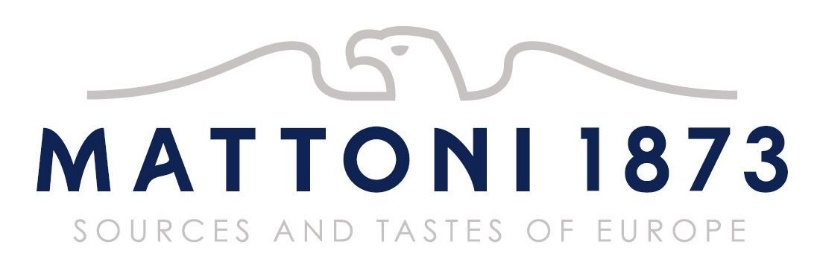 MATTONI 1873
SOURCES AND TASTES OF EUROPE